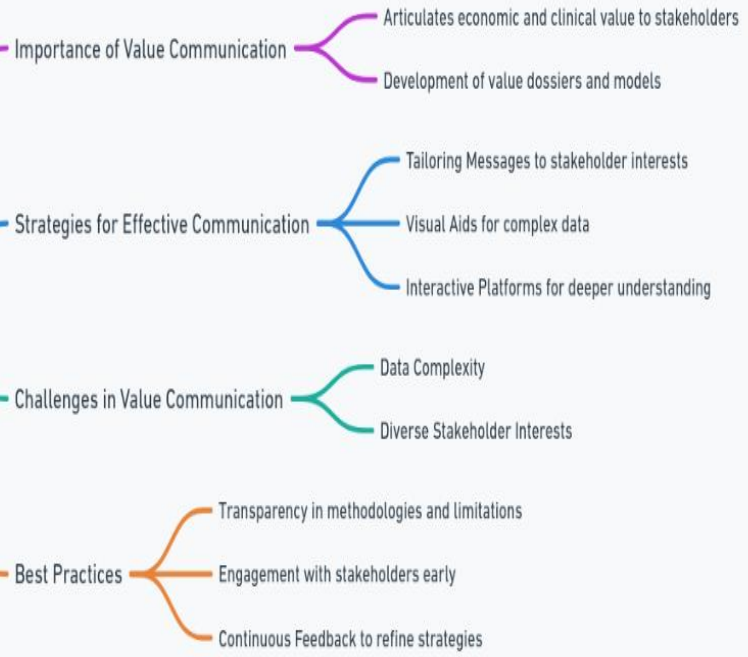 Importance of Value Communication
Articulates economic and clinical value to stakeholders
Development of value dossiers and models
Strategies for Effective Communication
Tailoring Messages to stakeholder interests
Visual Aids for complex data
Interactive Platforms for deeper understanding
Challenges in Value Communication
Data Complexity
Diverse Stakeholder Interests
Best Practices
Transparency in methodologies and limitations
Engagement with stakeholders early
Continuous Feedback to refine strategies